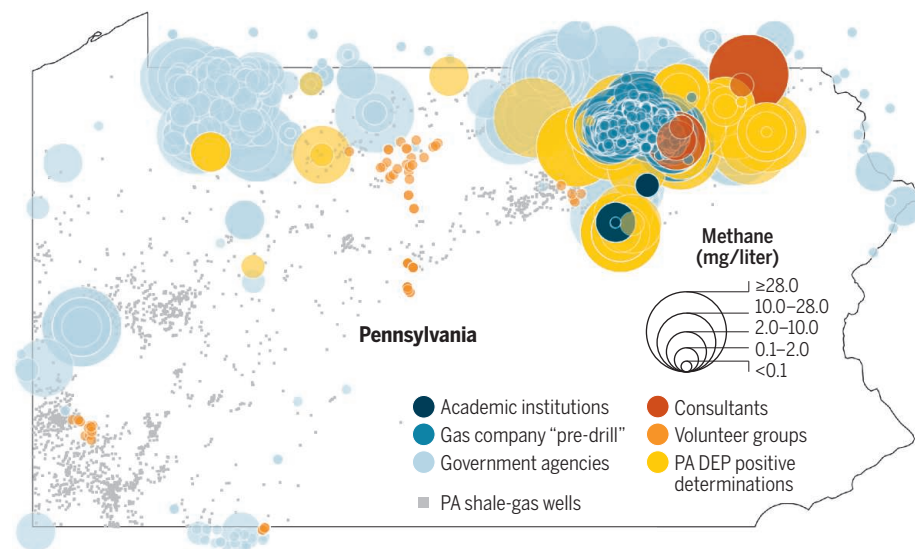 Methane
(mg/liter)
≥28.0
10.0–28.0
2.0–10.0
0.1–2.0
<0.1
Pennsylvania
Academic institutions
Gas company “pre-drill”
Government agencies
PA shale-gas wells
Consultants
Volunteer groups
PA DEP positive
determinations